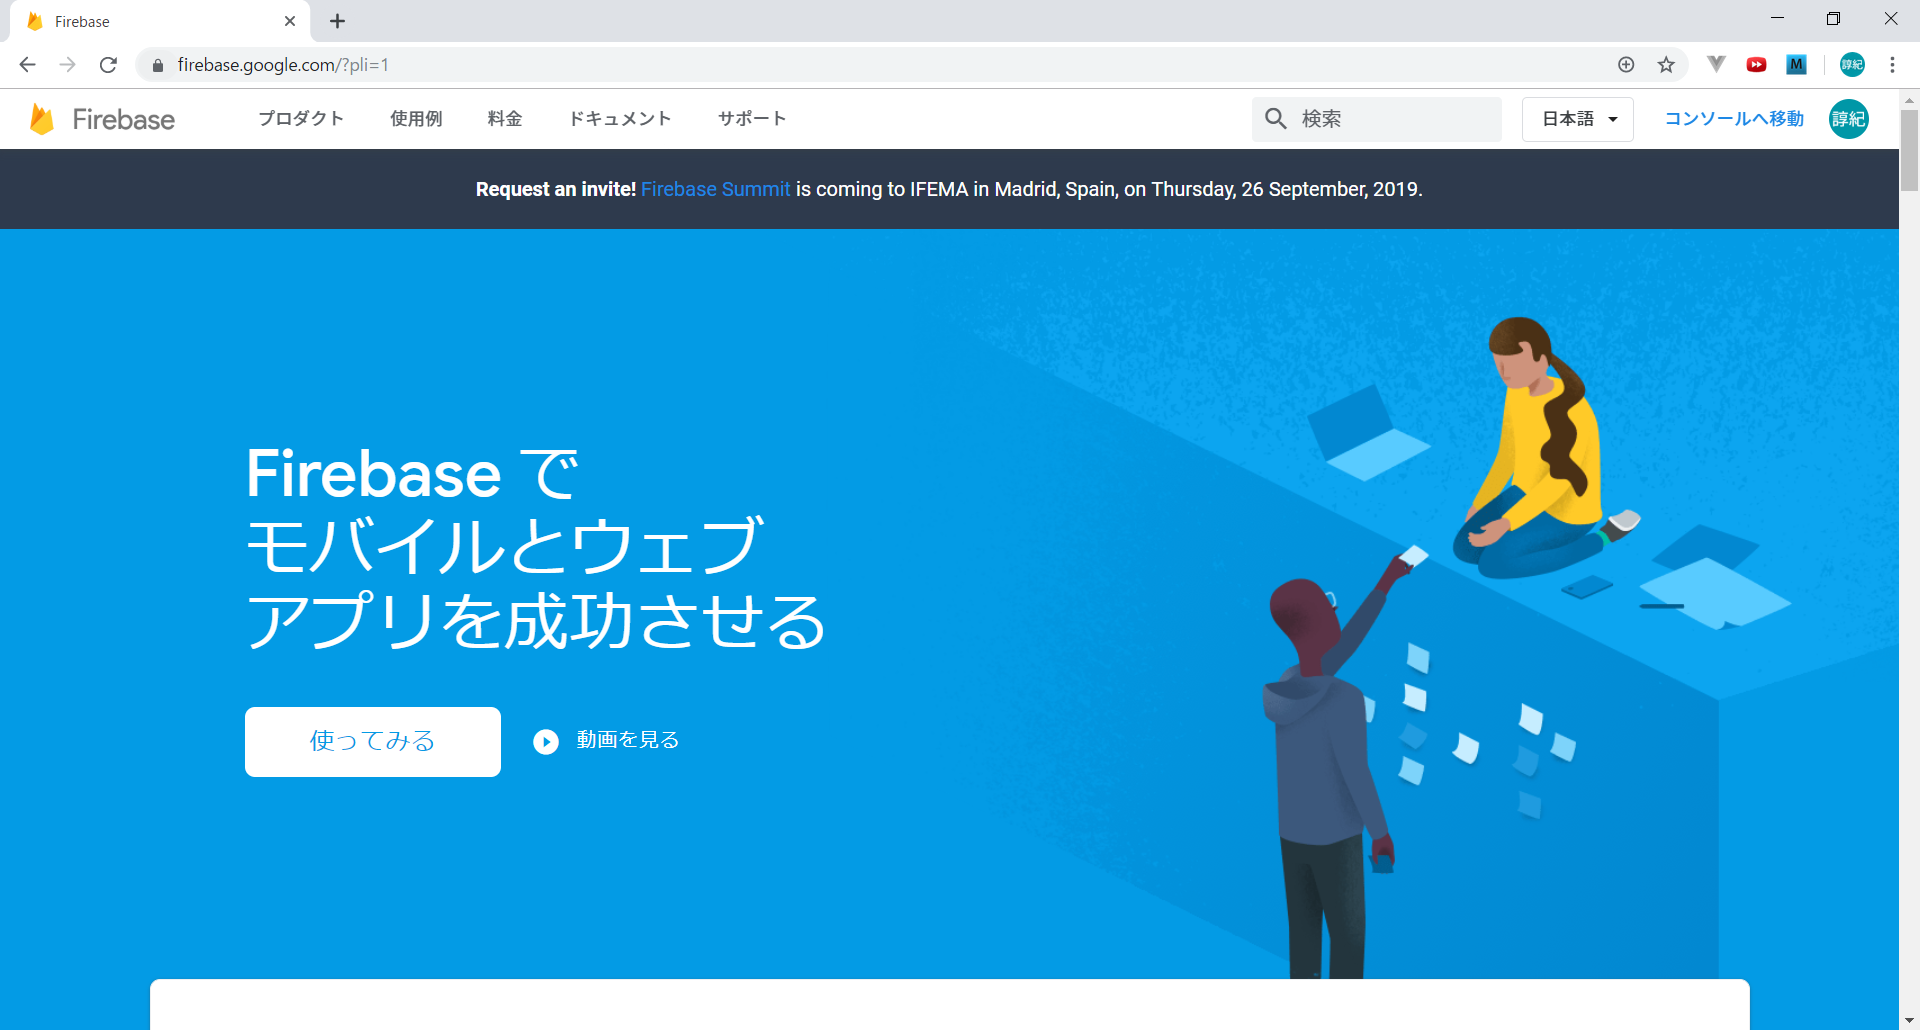 Firebase
firebase.google.com/?pli=1
M
諄紀
Firebase
プロダクト
使用例
料金
ドキュメント
サポート
検索
日本語
コンソールへ移動
諄紀
Request an invite! Firebase Summit is coming to IFEMA in Madrid, Spain, on Thursday, 26 September, 2019.
Firebase で
モバイルとウェブ
アプリを成功させる
使ってみる
動画を見る